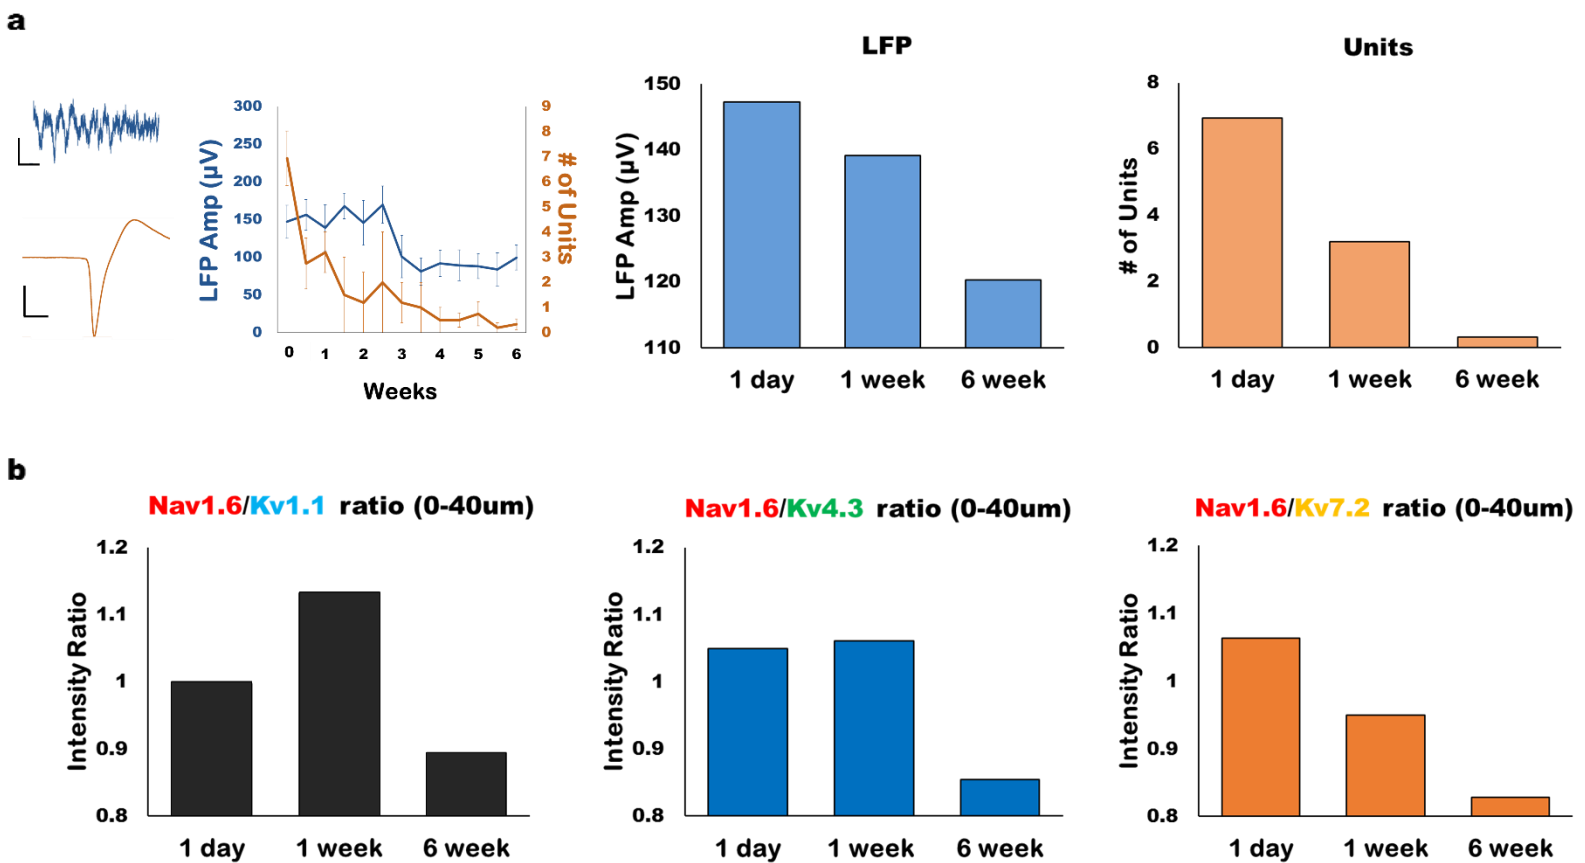 a
300
250
200
150
100
50
0
LFP Amp (µV)
9
8
7
6
5
4
3
2
1
0
# of Units
0 1 2 3 4 5 6
Weeks
LFP
150
140
130
120
110
LFP Amp (µV)
1 day 1 week 6 week
Units
8
6
4
2
0
# of Units
1 day 1 week 6 week
b
Nav1.6/Kv1.1 ratio (0-40um)
1.2
1.1
1
0.9
0.8
Intensity Ratio
1 day 1 week 6 week
Nav1.6/Kv4.3 ratio (0-40um)
1.2
1.1
1
0.9
0.8
Intensity Ratio
1 day 1 week 6 week
Nav1.6/Kv7.2 ratio (0-40um)
1.2
1.1
1
0.9
0.8
Intensity Ratio
1 day 1 week 6 week